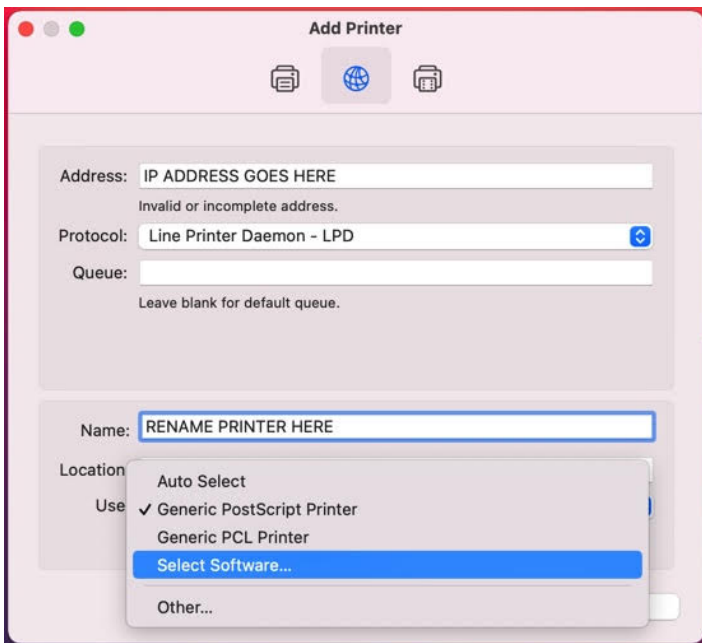 Add Printer
Address: IP ADDRESS GOES HERE
Invalid or incomplete address.
Protocol: Line Printer Daemon - LPD
Queue:
Leave blank for default queue.
Name: RENAME PRINTER HERE
Location
Auto Select
Use ✓ Generic PostScript Printer
Generic PCL Printer
Select Software...
Other...